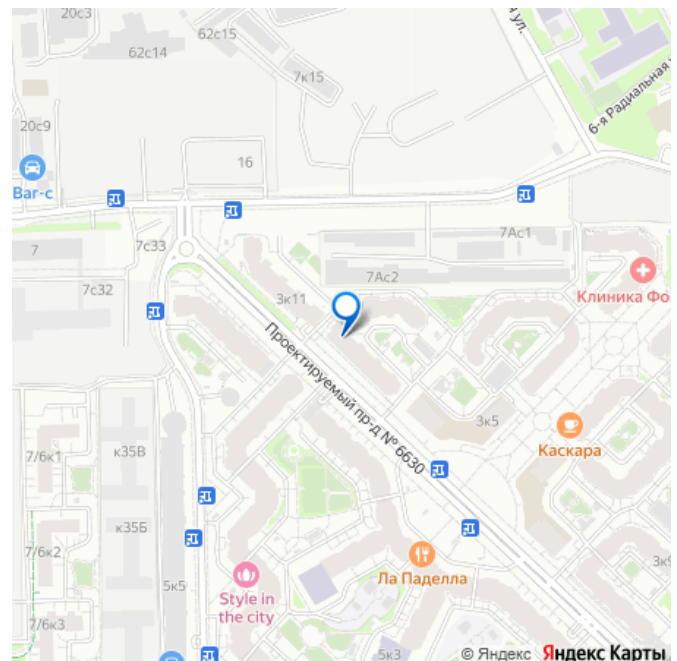 20с3
62с15
62с14
7к15
ул.
6-я Радиальная
20с9
16
Ваг-с
7
7с33
7с32
7Ас1
7Ас2
Клиника Фо
3к11
Проектируемый пр-д № 6630
3к5
Каскара
7/6к1
к35В
к35Б
7/6к2
3к9
Ла Паделла
Style in
the city
5к5
7/6к3
5к3
© Яндекс Яндекс Карты